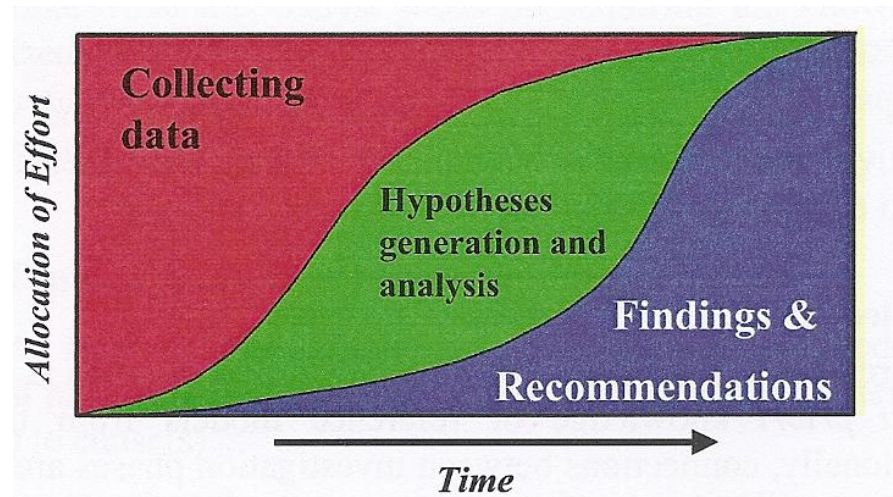 Collecting
data
Allocation of Effort
Hypotheses
generation and
analysis
Findings &
Recommendations
Time